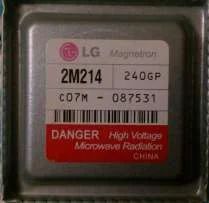 LG Magnetron
2M214 240GP
C07M - 087531
DANGER High Voltage
Microwave Radiation
CHINA